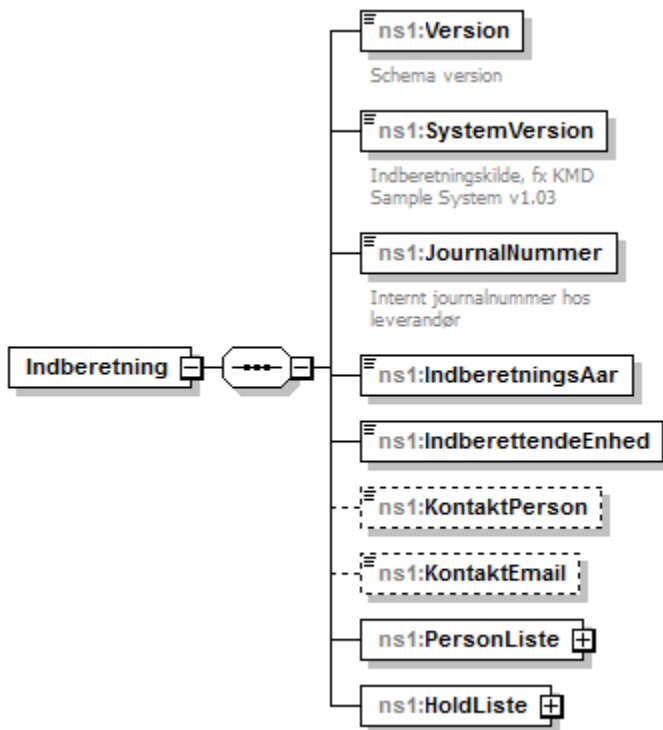 ns1:Version
Schema version
ns1:SystemVersion
Indberetningskilde, fx KMD
Sample System v1.03
ns1:JournalNummer
Internt journalnummer hos
leverandør
Indberetning
ns1:IndberetningsAar
ns1:IndberettendeEnhed
ns1:KontaktPerson
ns1:KontaktEmail
ns1:PersonListe
ns1:HoldListe